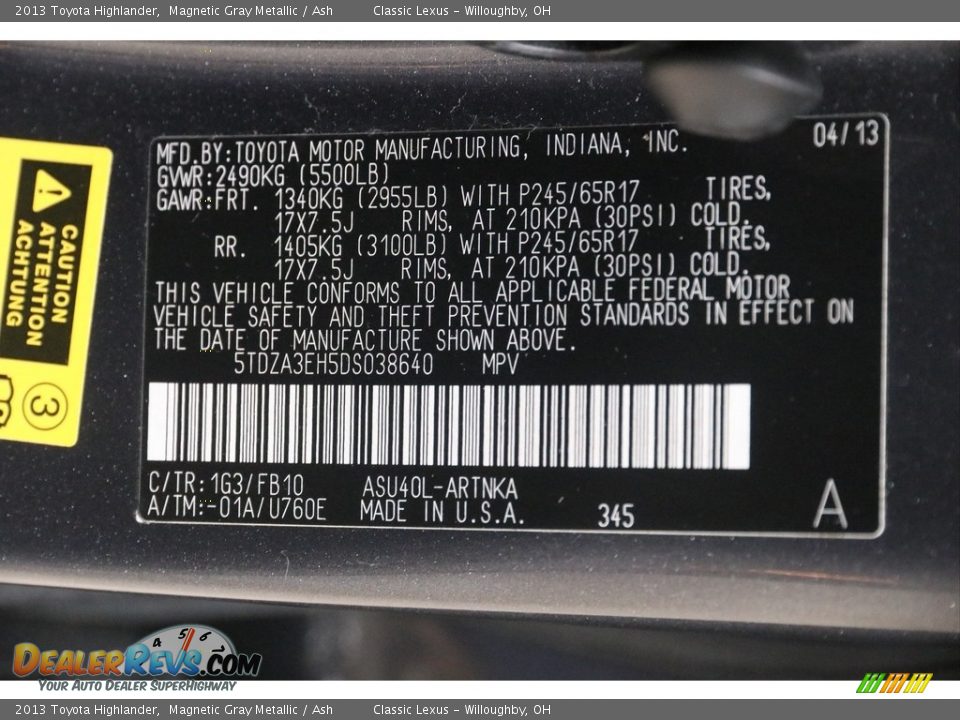 2013 Toyota Highlander, Magnetic Gray Metallic / Ash Classic Lexus - Willoughby, OH
MFD.BY:TOYOTA MOTOR MANUFACTURING, INDIANA, INC. 04/13
GVWR:2490KG (5500LB)
GAWR:FRT. 1340KG (2955LB) WITH P245/65R17 TIRES,
17X7.5J RIMS, AT 210KPA (30PSI) COLD.
RR. 1405KG (3100LB) WITH P245/65R17 TIRES,
17X7.5J RIMS, AT 210KPA (30PSI) COLD.
THIS VEHICLE CONFORMS TO ALL APPLICABLE FEDERAL MOTOR
VEHICLE SAFETY AND THEFT PREVENTION STANDARDS IN EFFECT ON
THE DATE OF MANUFACTURE SHOWN ABOVE.
5TDZA3EH5DS038640 MPV
C/TR:1G3/FB10 ASU40L-ARTNKA
A/TM:-01A/U760E MADE IN U.S.A. 345 A
CAUTION
ATTENTION
ACHTUNG
3
4 5 6
DEALERREVS.COM
YOUR AUTO DEALER SUPERHIGHWAY
2013 Toyota Highlander, Magnetic Gray Metallic / Ash Classic Lexus - Willoughby, OH